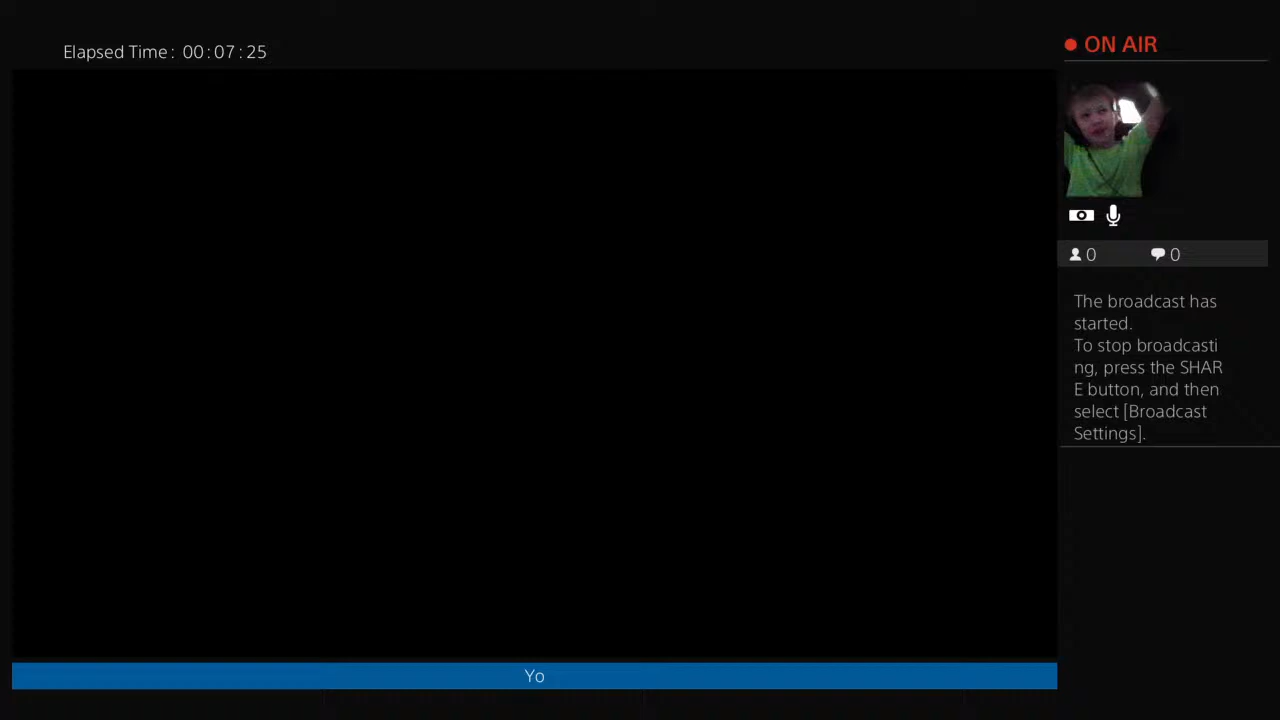 Elapsed Time: 00:07:25
ON AIR
0 0
The broadcast has
started.
To stop broadcasti
ng, press the SHAR
E button, and then
select [Broadcast
Settings].
Yo